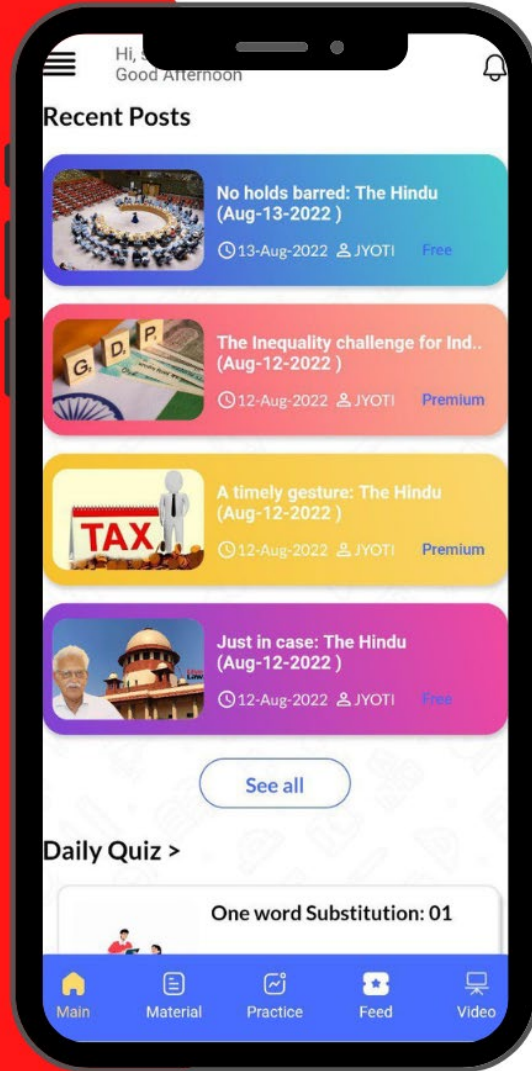 Hi,
Good Afternoon
Recent Posts
No holds barred: The Hindu
(Aug-13-2022 )
13-Aug-2022 JYOTI Free
G D P
The Inequality challenge for Ind..
(Aug-12-2022 )
12-Aug-2022 JYOTI Premium
TAX
A timely gesture: The Hindu
(Aug-12-2022 )
12-Aug-2022 JYOTI Premium
Live
Law
Just in case: The Hindu
(Aug-12-2022 )
12-Aug-2022 JYOTI Free
See all
Daily Quiz >
One word Substitution: 01
Main Material Practice Feed Video